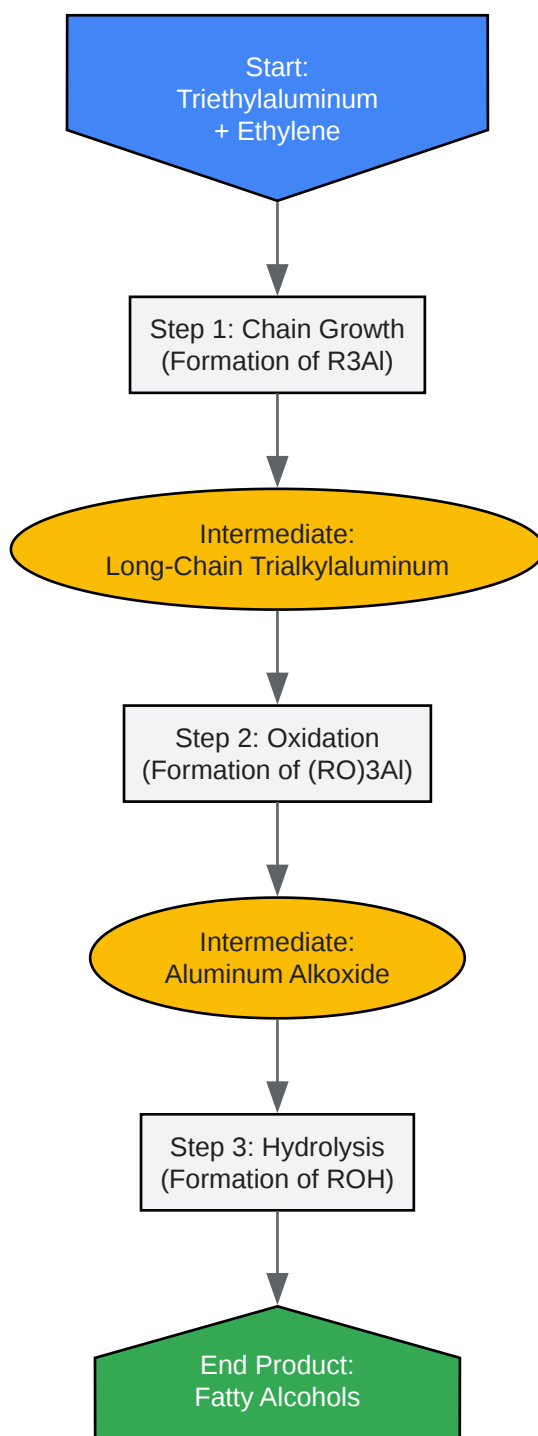 Start:
Triethylaluminum
+ Ethylene
Step 1: Chain Growth
(Formation of R3Al)
Intermediate:
Long-Chain Trialkylaluminum
Step 2: Oxidation
(Formation of (RO)3Al)
Intermediate:
Aluminum Alkoxide
Step 3: Hydrolysis
(Formation of ROH)
End Product:
Fatty Alcohols